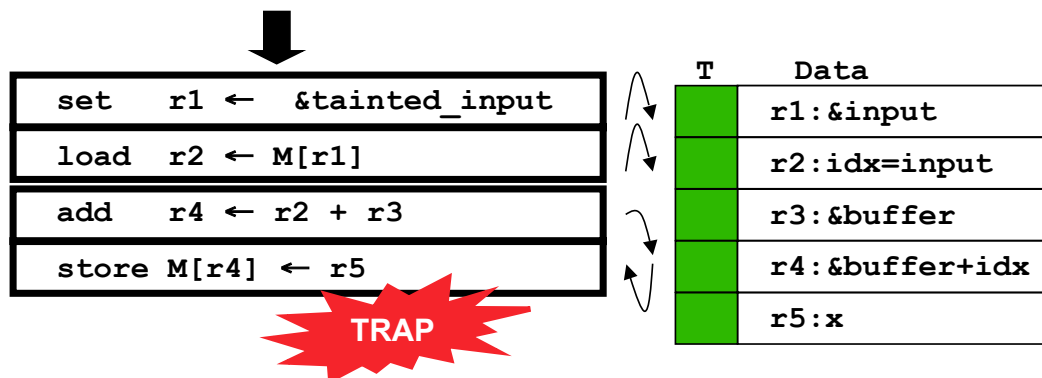 set r1 ← &tainted_input
load r2 ← M[r1]
add r4 ← r2 + r3
store M[r4] ← r5
TRAP
T Data
r1:&input
r2:idx=input
r3:&buffer
r4:&buffer+idx
r5:x